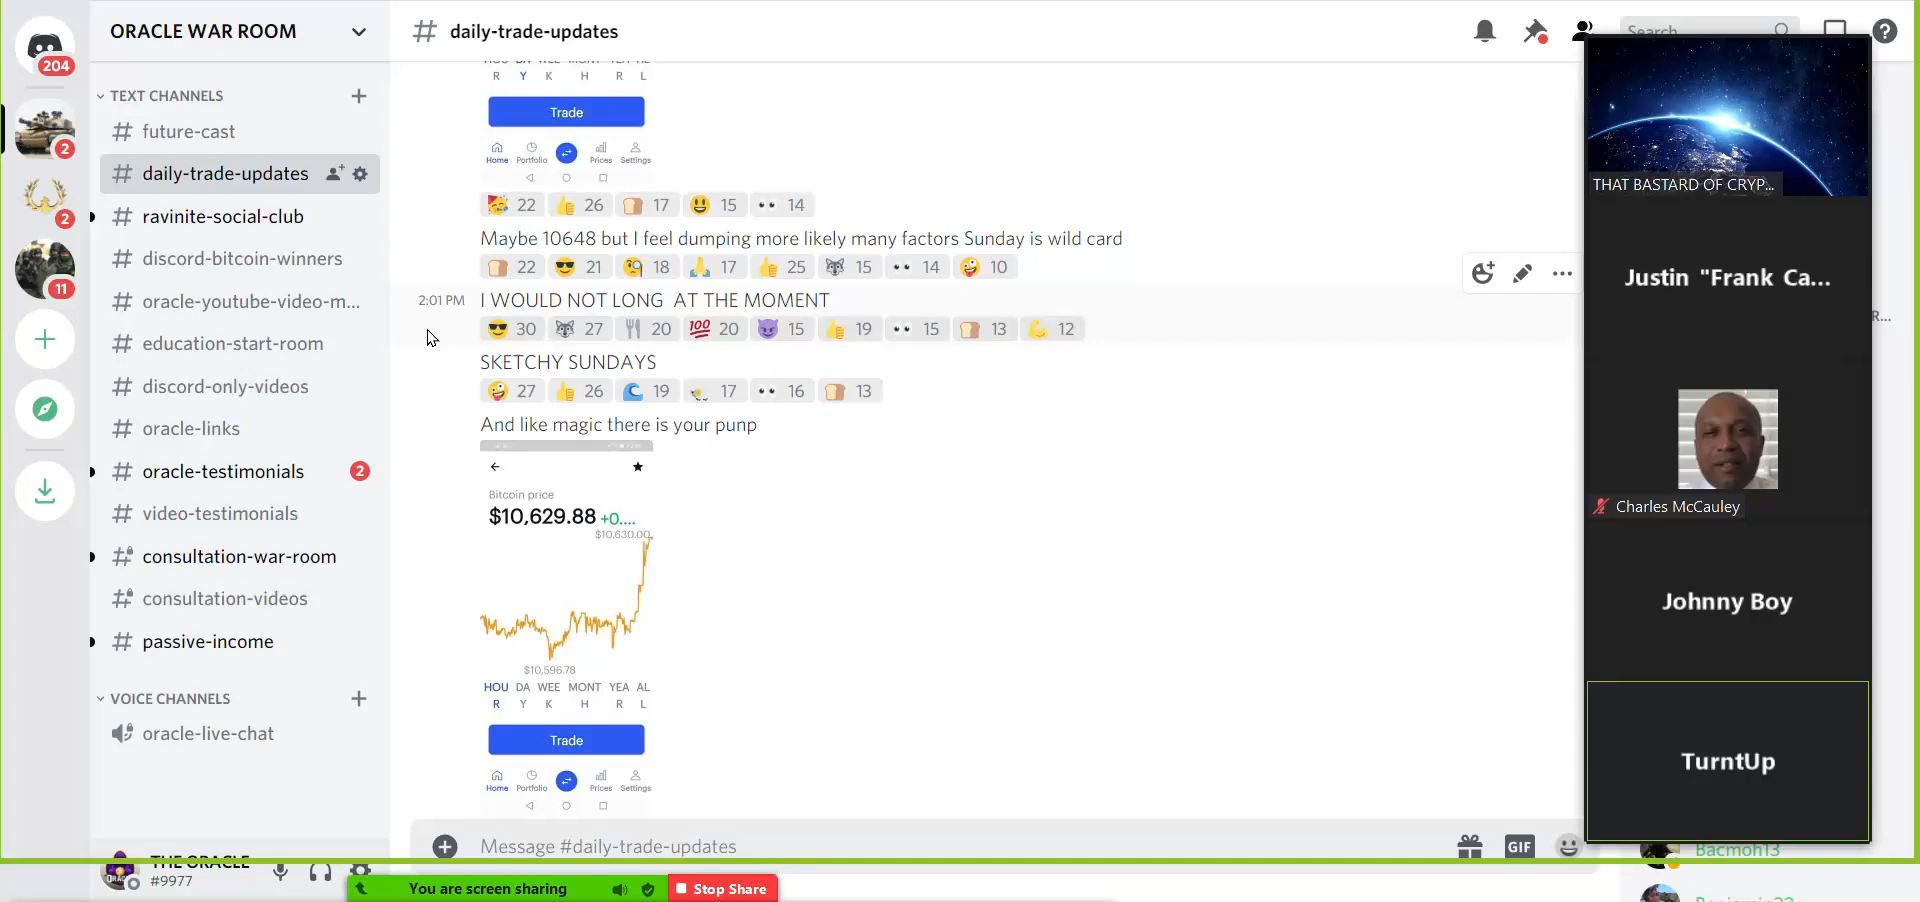 204
2
2
11
ORACLE WAR ROOM
TEXT CHANNELS
future-cast
daily-trade-updates
ravinite-social-club
discord-bitcoin-winners
oracle-youtube-video-m...
education-start-room
discord-only-videos
oracle-links
oracle-testimonials 2
video-testimonials
consultation-war-room
consultation-videos
passive-income
VOICE CHANNELS
oracle-live-chat
THE ORACLE
#9977
# daily-trade-updates
Search
R Y K H R L
Trade
Home Portfolio Prices Settings
22 26 17 15 14
Maybe 10648 but I feel dumping more likely many factors Sunday is wild card
22 21 18 17 25 15 14 10
2:01 PM I WOULD NOT LONG AT THE MOMENT
30 27 20 100 20 15 19 15 13 12
SKETCHY SUNDAYS
27 26 19 17 16 13
And like magic there is your punp
Bitcoin price
$10,629.88 +0....
$10,630.00
$10,596.78
HOU DA WEE MONT YEA AL
R Y K H R L
Trade
Home Portfolio Prices Settings
Message #daily-trade-updates
GIF
You are screen sharing
Stop Share
THAT BASTARD OF CRYP...
Justin "Frank Ca...
R...
Charles McCauley
Johnny Boy
TurntUp
Bacmoh13